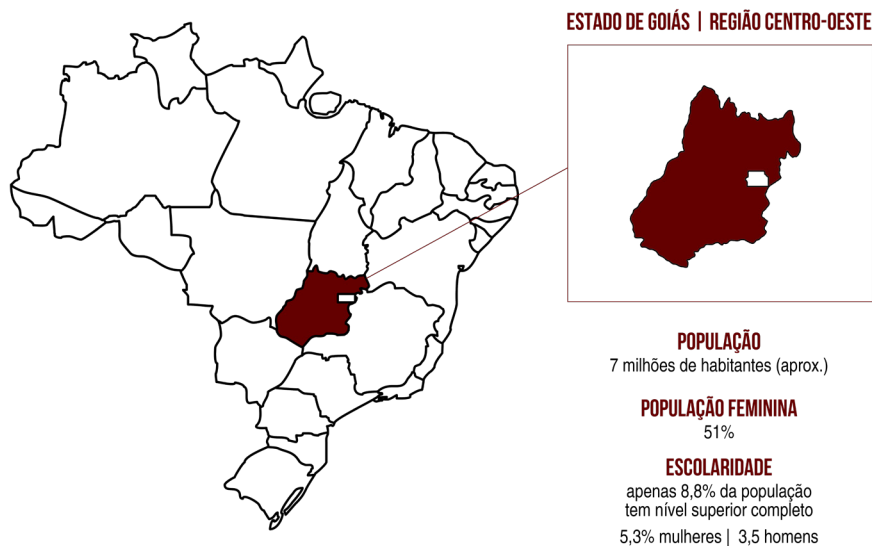 ESTADO DE GOIÁS | REGIÃO CENTRO-OESTE
POPULAÇÃO
7 milhões de habitantes (aprox.)
POPULAÇÃO FEMININA
51%
ESCOLARIDADE
apenas 8,8% da população
tem nível superior completo
5,3% mulheres | 3,5 homens